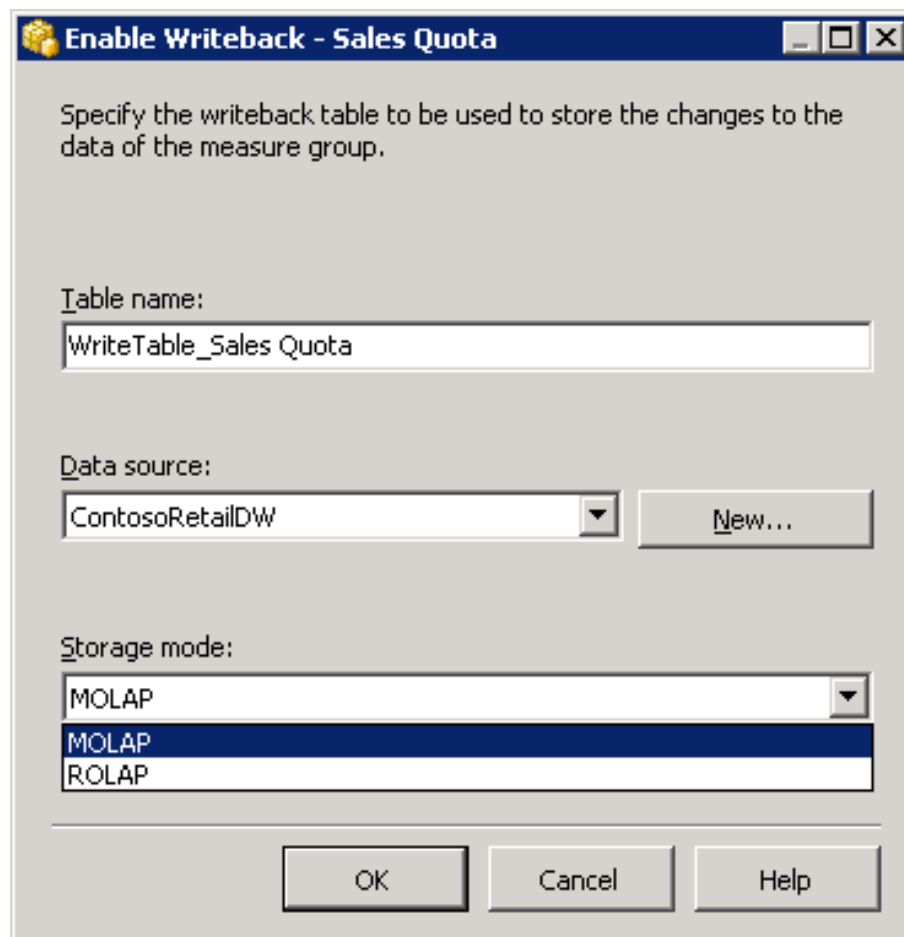 Enable Writeback - Sales Quota
Specify the writeback table to be used to store the changes to the
data of the measure group.
Table name:
WriteTable_Sales Quota
Data source:
ContosoRetailDW
New...
Storage mode:
MOLAP
MOLAP
ROLAP
OK
Cancel
Help